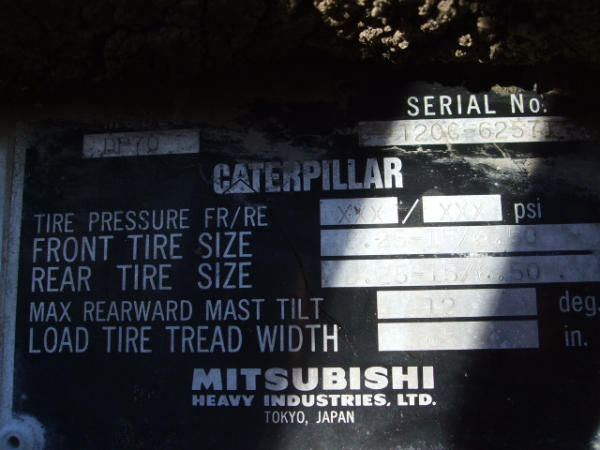 SERIAL No.
DP70
CATERPILLAR
TIRE PRESSURE FR/RE XXX / XXX psi
FRONT TIRE SIZE
REAR TIRE SIZE
MAX REARWARD MAST TILT 12 deg.
LOAD TIRE TREAD WIDTH in.
MITSUBISHI
HEAVY INDUSTRIES, LTD.
TOKYO, JAPAN